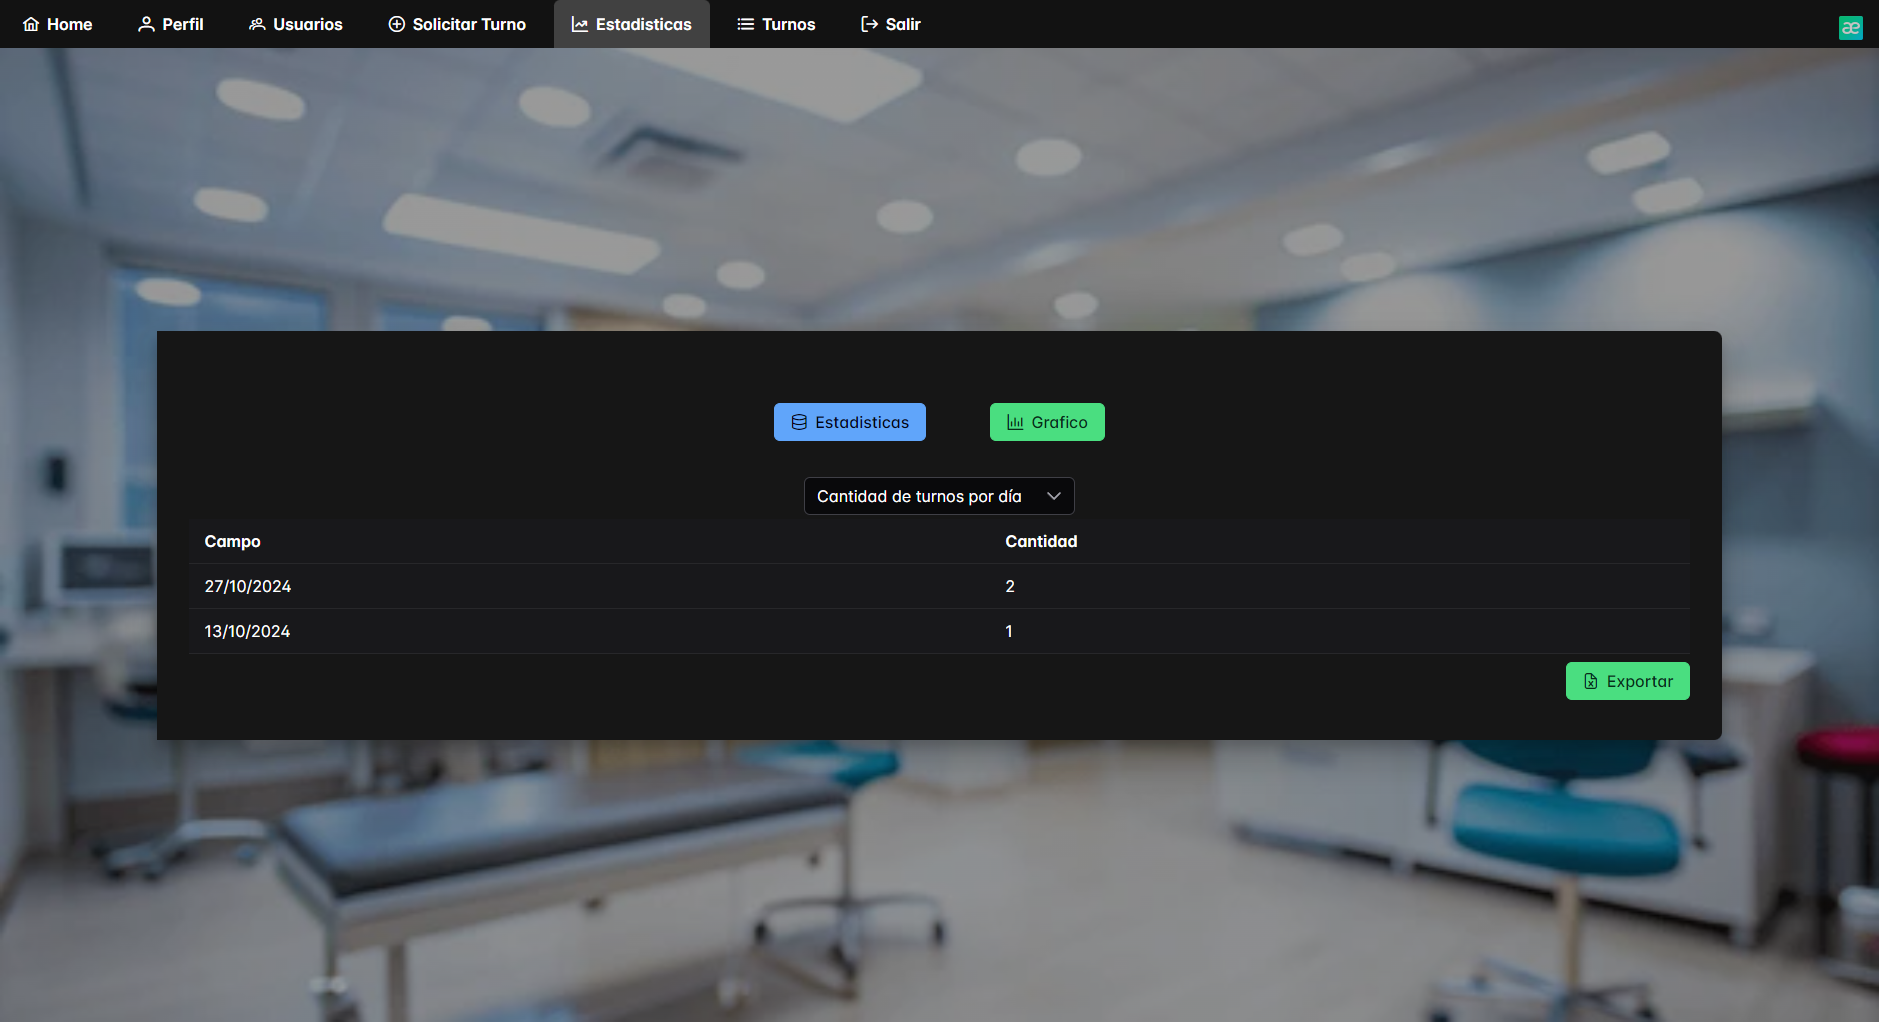 Home Perfil Usuarios Solicitar Turno Estadisticas Turnos Salir
æ
Estadisticas Grafico
Cantidad de turnos por día
Campo Cantidad
27/10/2024 2
13/10/2024 1
Exportar